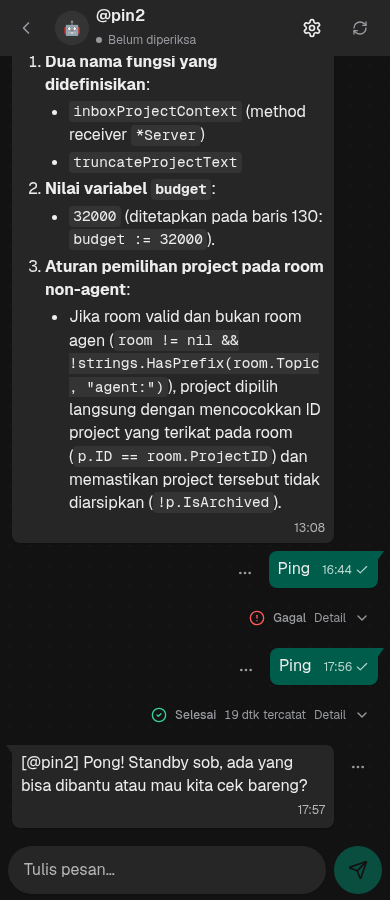 @pin2
Belum diperiksa
1. Dua nama fungsi yang
didefinisikan:
• inboxProjectContext (method
receiver *Server)
• truncateProjectText
2. Nilai variabel budget:
• 32000 (ditetapkan pada baris 130:
budget := 32000).
3. Aturan pemilihan project pada room
non-agent:
• Jika room valid dan bukan room
agen (room != nil &&
!strings.HasPrefix(room.Topic
, "agent:")), project dipilih
langsung dengan mencocokkan ID
project yang terikat pada room
(p.ID == room.ProjectID) dan
memastikan project tersebut tidak
diarsipkan (!p.IsArchived).
13:08
Ping 16:44
Gagal Detail
Ping 17:56
Selesai 19 dtk tercatat Detail
[@pin2] Pong! Standby sob, ada yang
bisa dibantu atau mau kita cek bareng?
17:57
Tulis pesan...